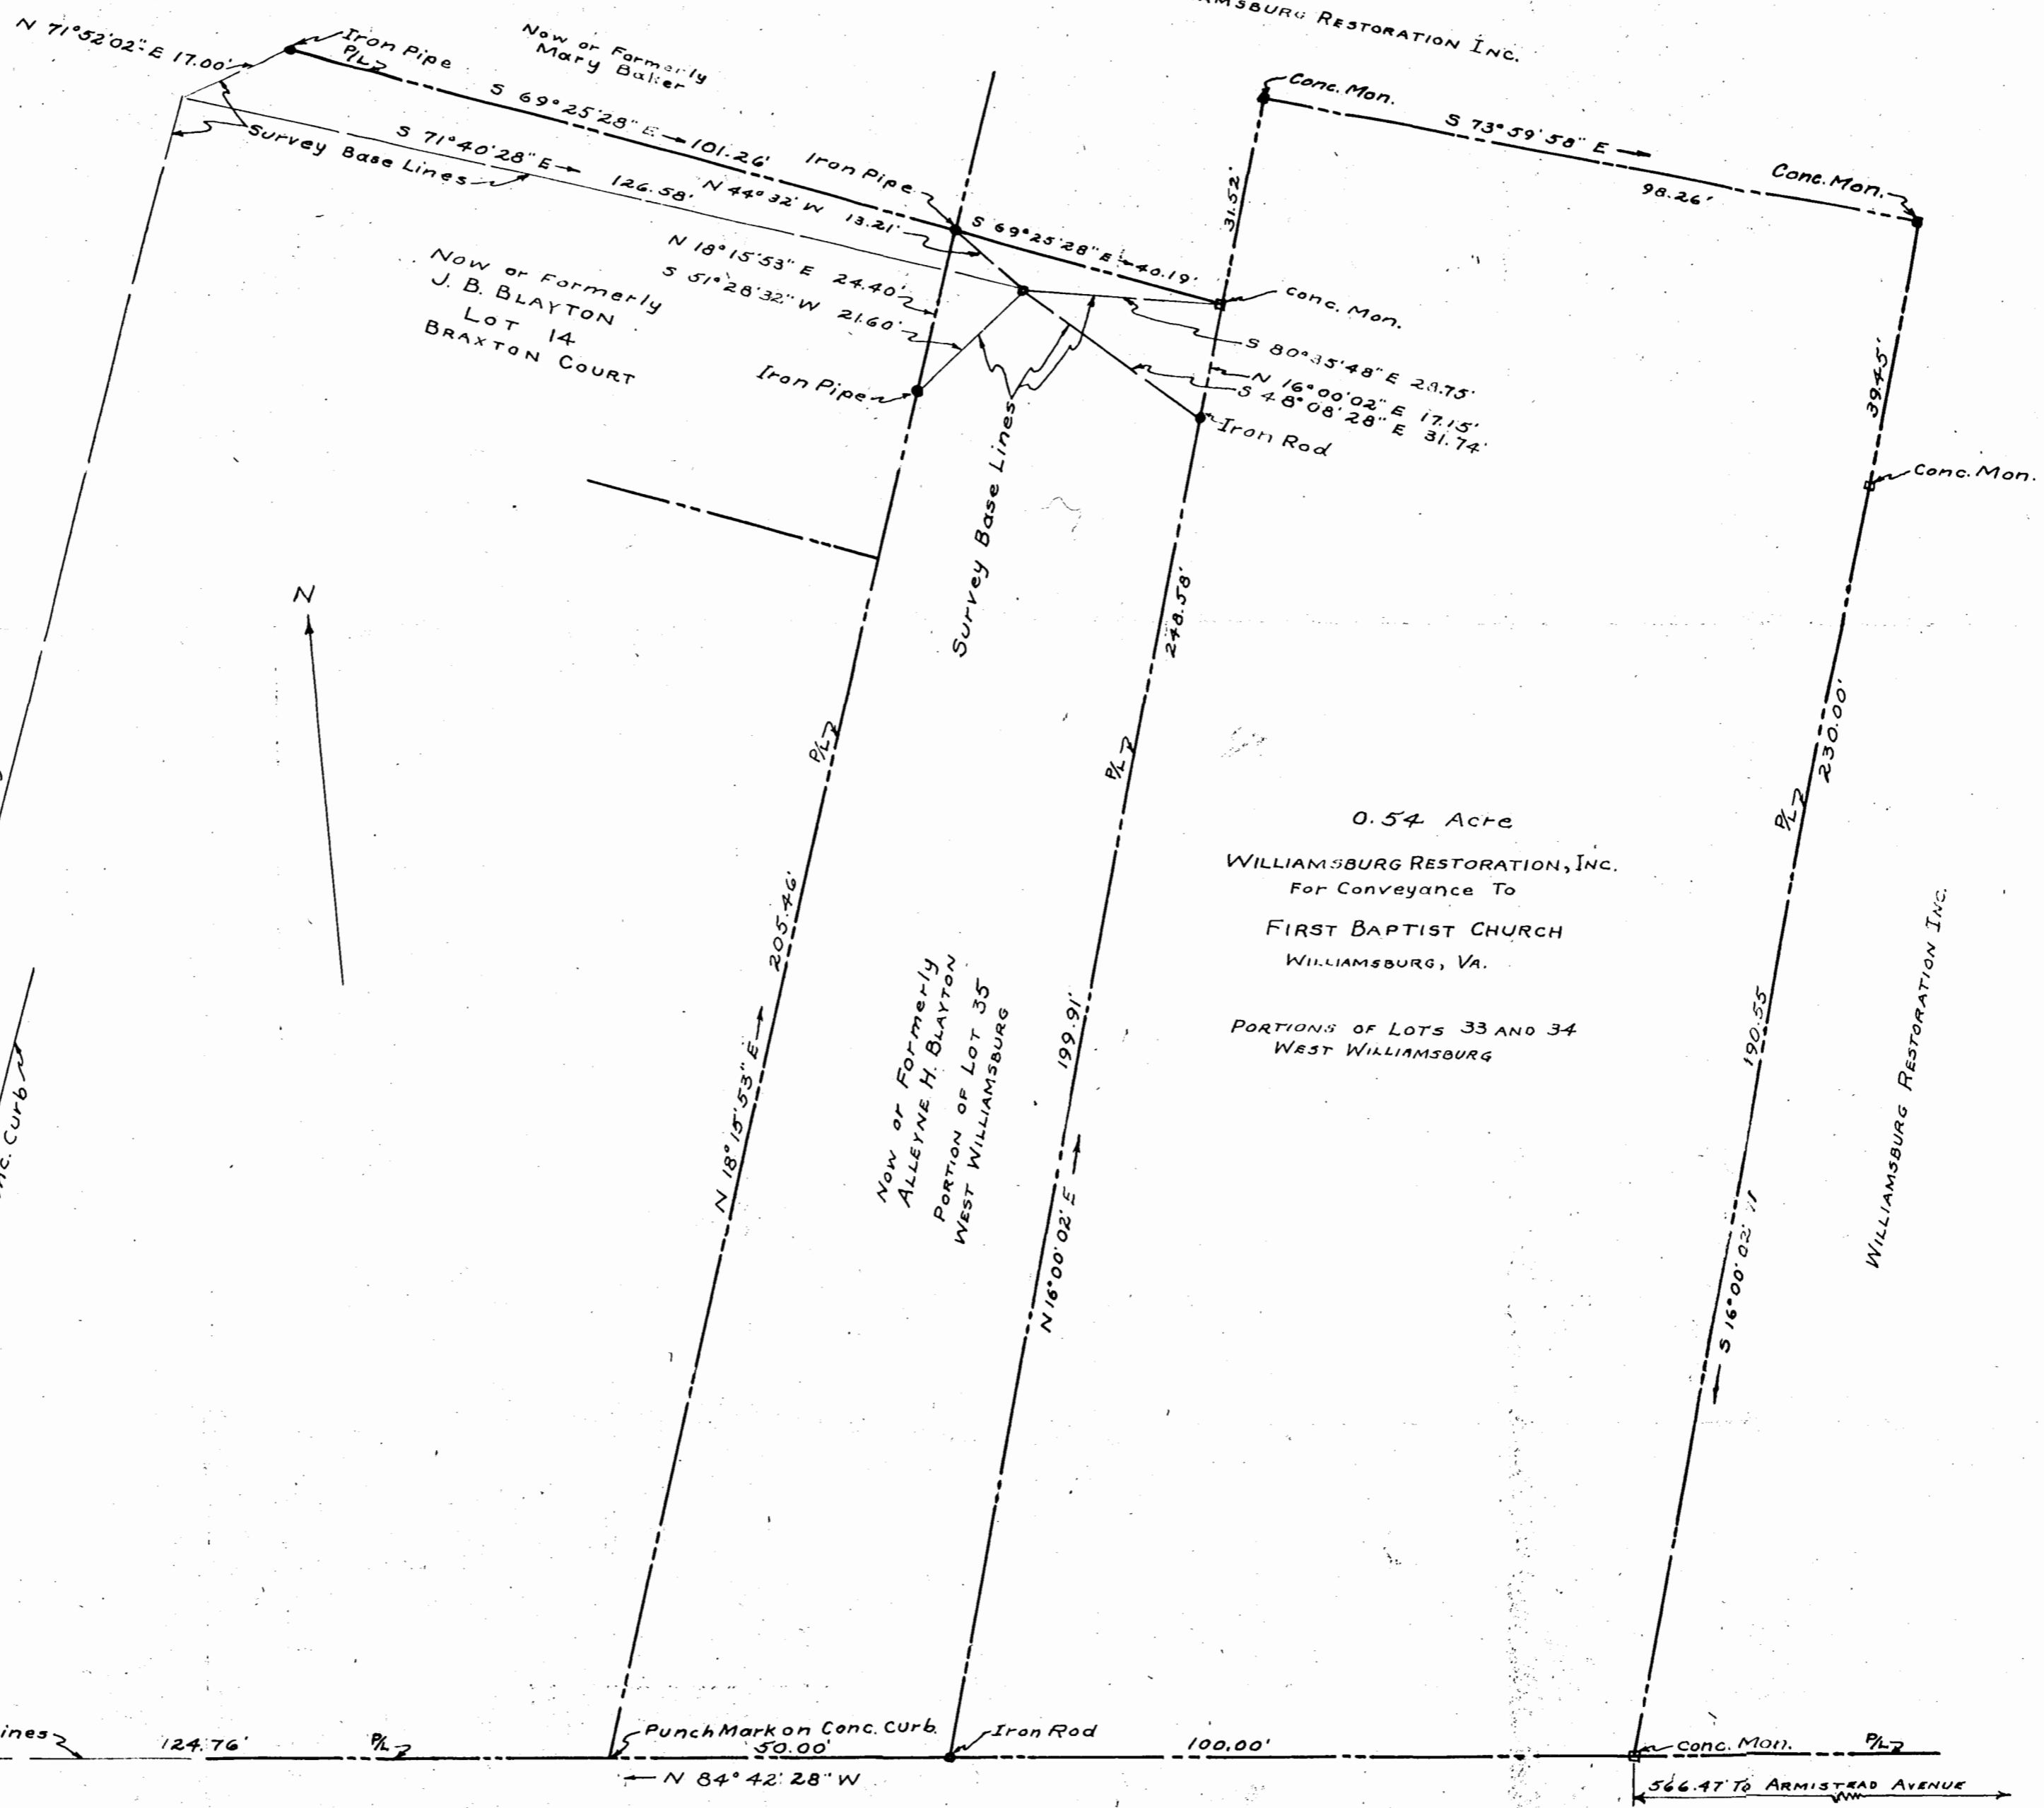 RESTORATION INC.
N 71°52'02" E 17.00'
Iron Pipe
P/L
Now or Formerly
Mary Baker
Conc. Mon.
S 73°59'58" E
98.26'
Conc. Mon.
S 69°25'28" E
101.26'
Survey Base Lines
S 71°40'28" E
126.58'
Iron Pipe
N 44°32' W 13.21'
S 69°25'28" E 40.19'
31.52'
N 18°15'53" E 24.40'
S 51°28'32" W 21.60'
Conc. Mon.
S 80°35'48" E 28.75'
N 16°00'02" E 17.15'
S 48°08'28" E 31.74'
Iron Rod
39.45'
Conc. Mon.
Now or Formerly
J. B. BLAYTON
LOT 14
BRAXTON COURT
Iron Pipe
Survey Base Lines
N
248.58'
230.00'
P/L
P/L
P/L
0.54 Acre
WILLIAMSBURG RESTORATION, INC.
For Conveyance To
FIRST BAPTIST CHURCH
WILLIAMSBURG, VA.
PORTIONS OF LOTS 33 AND 34
WEST WILLIAMSBURG
205.46'
N 18°15'53" E
NOW OF FORMERLY
ALLEYNE H. BLAYTON
PORTION OF LOT 35
WEST WILLIAMSBURG
199.91'
N 16°00'02' E
190.55
S 16°00'02"
WILLIAMSBURG RESTORATION INC.
Curb
124.76'
P/L
Punch Mark on Conc. Curb.
50.00'
N 84°42'28" W
Iron Rod
100.00'
Conc. Mon.
P/L
566.47' To ARMISTEAD AVENUE